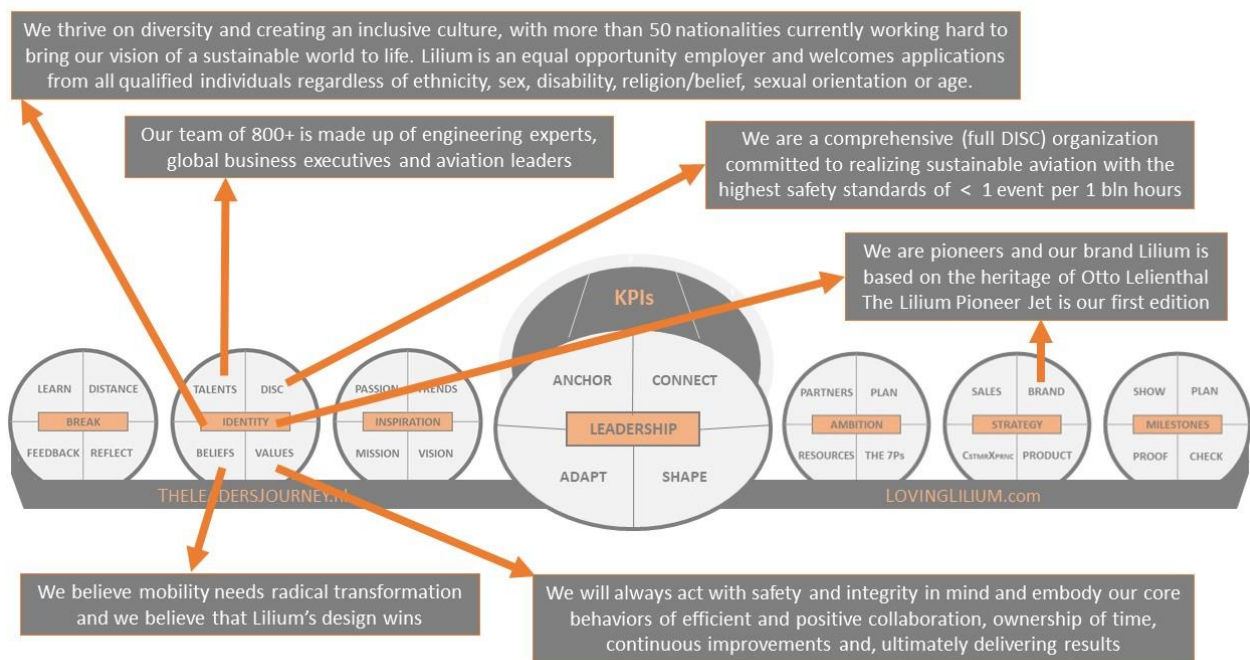 We thrive on diversity and creating an inclusive culture, with more than 50 nationalities currently working hard to
bring our vision of a sustainable world to life. Lilium is an equal opportunity employer and welcomes applications
from all qualified individuals regardless of ethnicity, sex, disability, religion/belief, sexual orientation or age.
Our team of 800+ is made up of engineering experts,
global business executives and aviation leaders
We are a comprehensive (full DISC) organization
committed to realizing sustainable aviation with the
highest safety standards of < 1 event per 1 bln hours
We are pioneers and our brand Lilium is
based on the heritage of Otto Lelienthal
The Lilium Pioneer Jet is our first edition
KPIs
LEARN DISTANCE
BREAK
FEEDBACK REFLECT
TALENTS DISC
IDENTITY
BELIEFS VALUES
PASSION TRENDS
INSPIRATION
MISSION VISION
ANCHOR CONNECT
LEADERSHIP
ADAPT SHAPE
PARTNERS PLAN
AMBITION
RESOURCES THE 7Ps
SALES BRAND
STRATEGY
CSTMRXPRNC PRODUCT
SHOW PLAN
MILESTONES
PROOF CHECK
THELEADERSJOURNEY.nl
LOVINGLILIUM.com
We believe mobility needs radical transformation
and we believe that Lilium's design wins
We will always act with safety and integrity in mind and embody our core
behaviors of efficient and positive collaboration, ownership of time,
continuous improvements and, ultimately delivering results